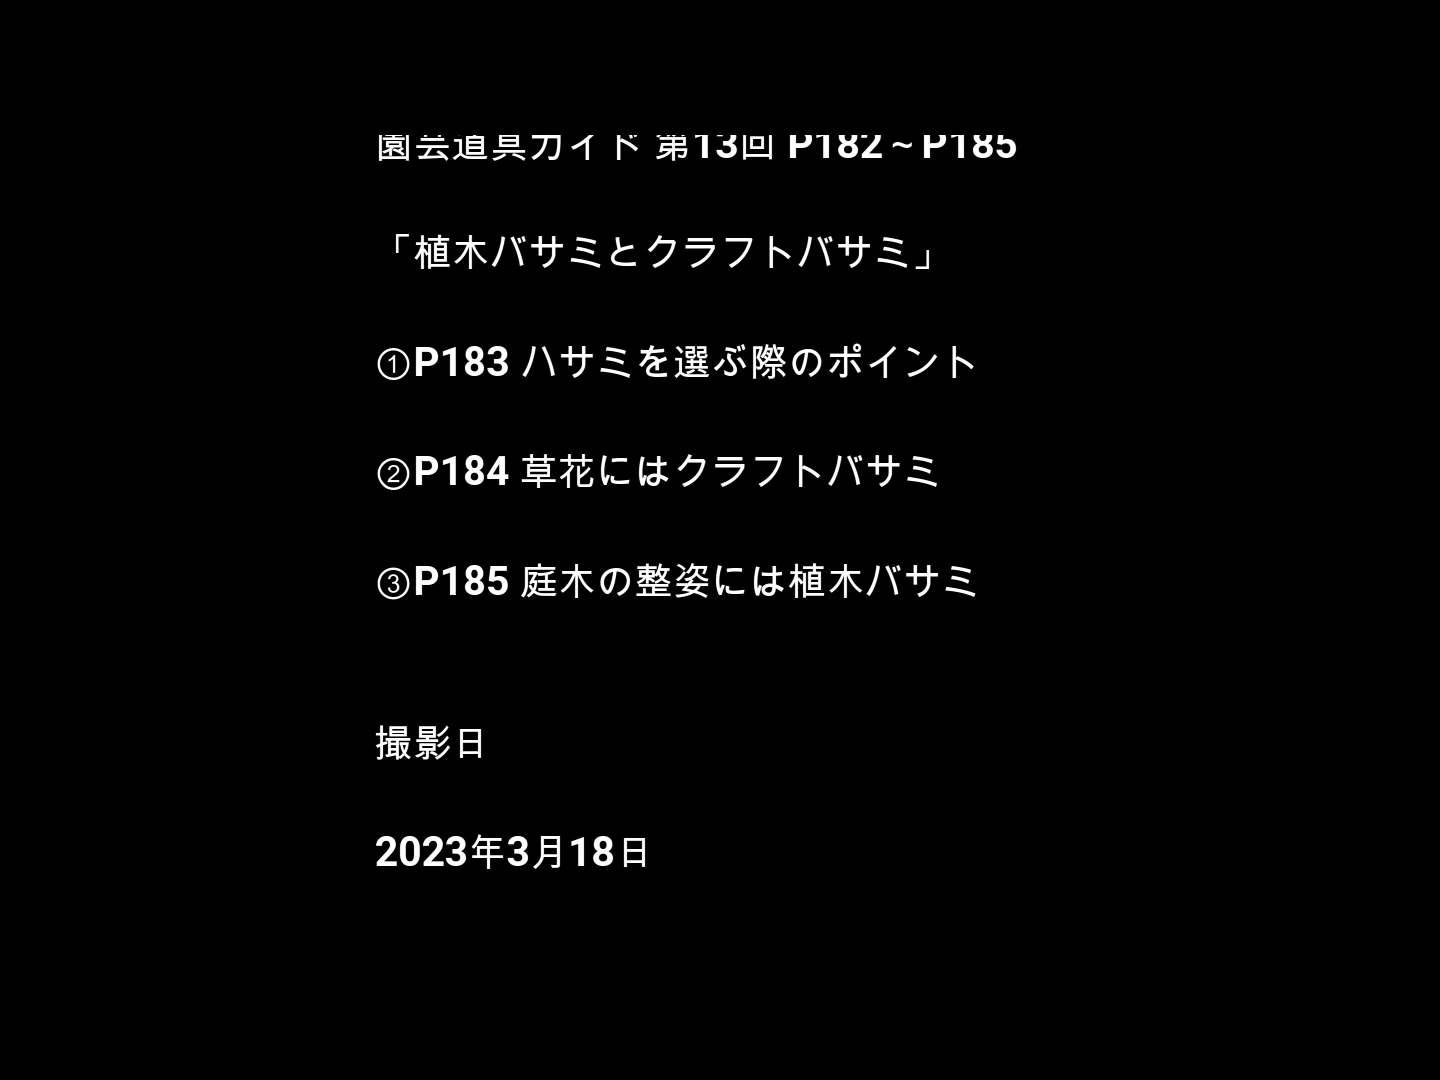 園芸道具ガイド 第13回 P182 ~ P185
「植木バサミとクラフトバサミ」
①P183 ハサミを選ぶ際のポイント
②P184 草花にはクラフトバサミ
③P185 庭木の整姿には植木バサミ
撮影日
2023年3月18日